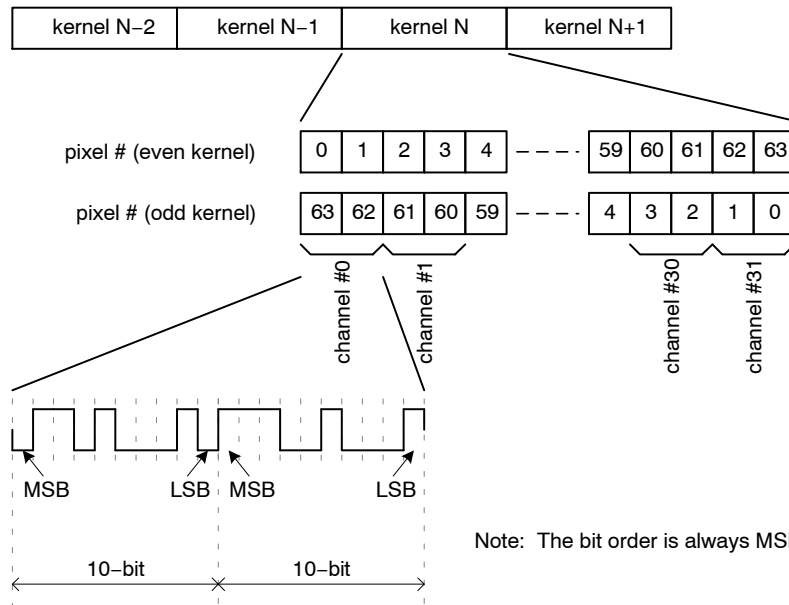 kernel N−2 kernel N−1 kernel N kernel N+1
pixel # (even kernel) 0 1 2 3 4 59 60 61 62 63
pixel # (odd kernel) 63 62 61 60 59 4 3 2 1 0
channel #0
channel #1
channel #30
channel #31
MSB LSB MSB LSB
Note: The bit order is always MS
10−bit 10−bit